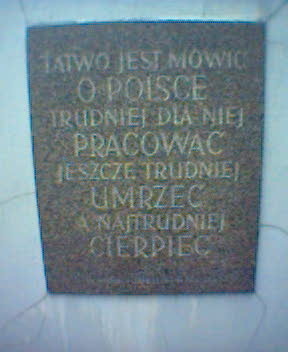 ŁATWO JEST MÓWIĆ
O POLSCE
TRUDNIEJ DLA NIEJ
PRACOWAĆ
JESZCZE TRUDNIEJ
UMRZEĆ
A NAJTRUDNIEJ
CIERPIEĆ